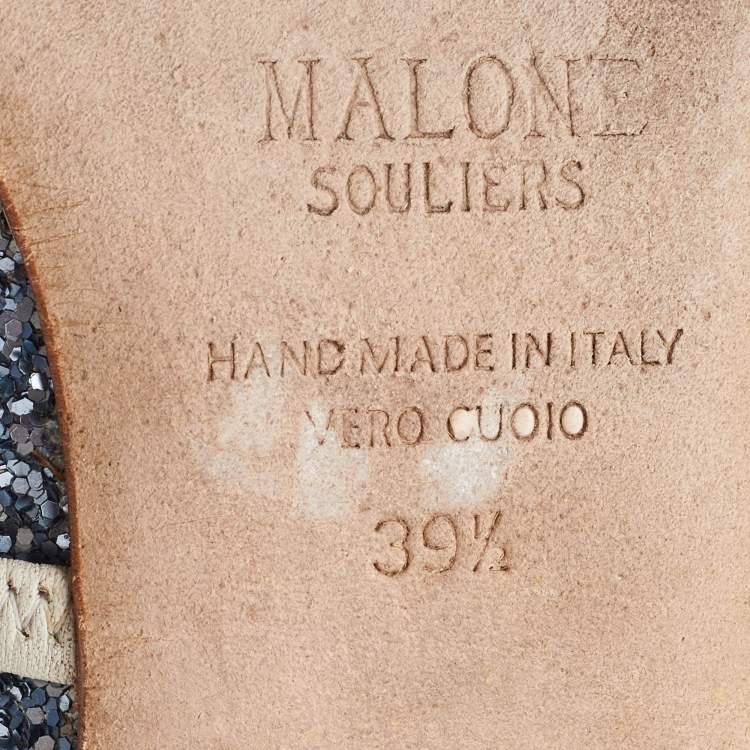 MALONE
SOULIERS
HAND MADE IN ITALY
VERO CUOIO
39½